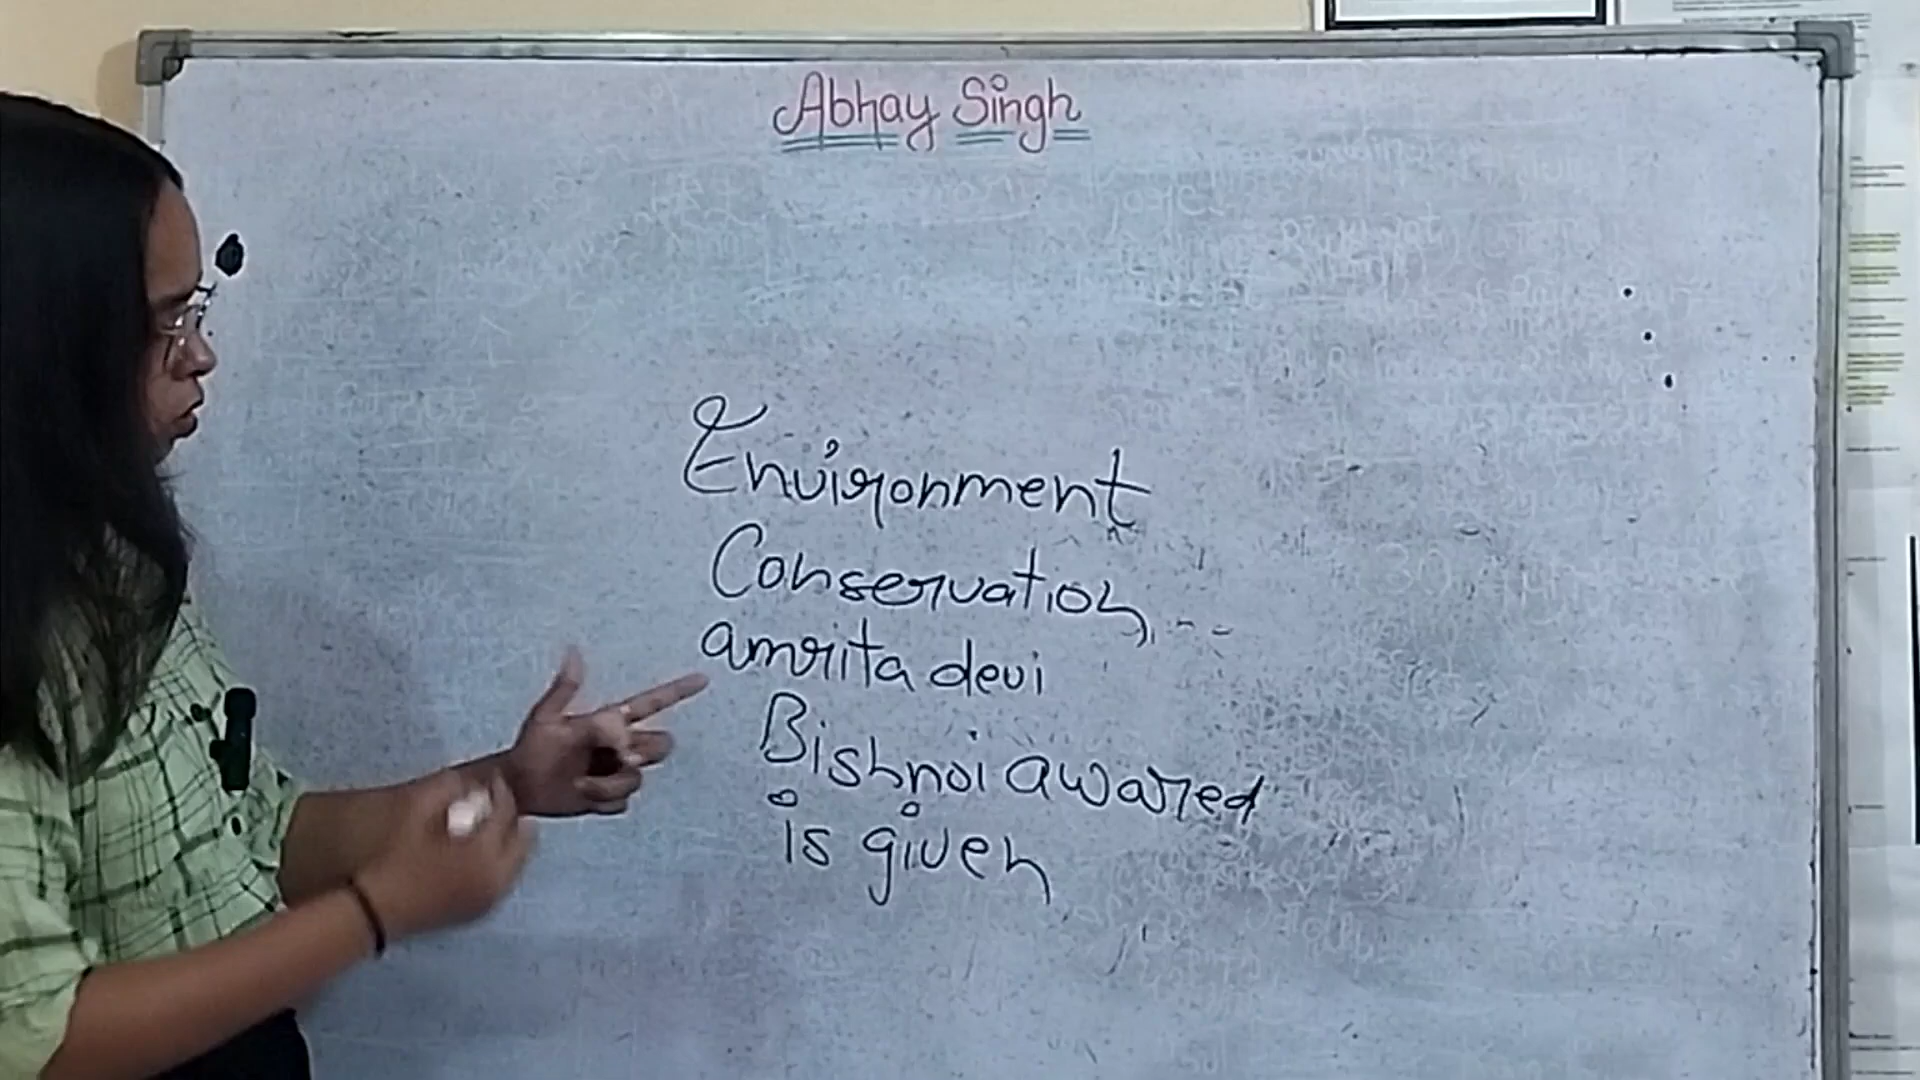 Abhay Singh
Environment
Conservation
amrita devi
Bishnoi awared
is given